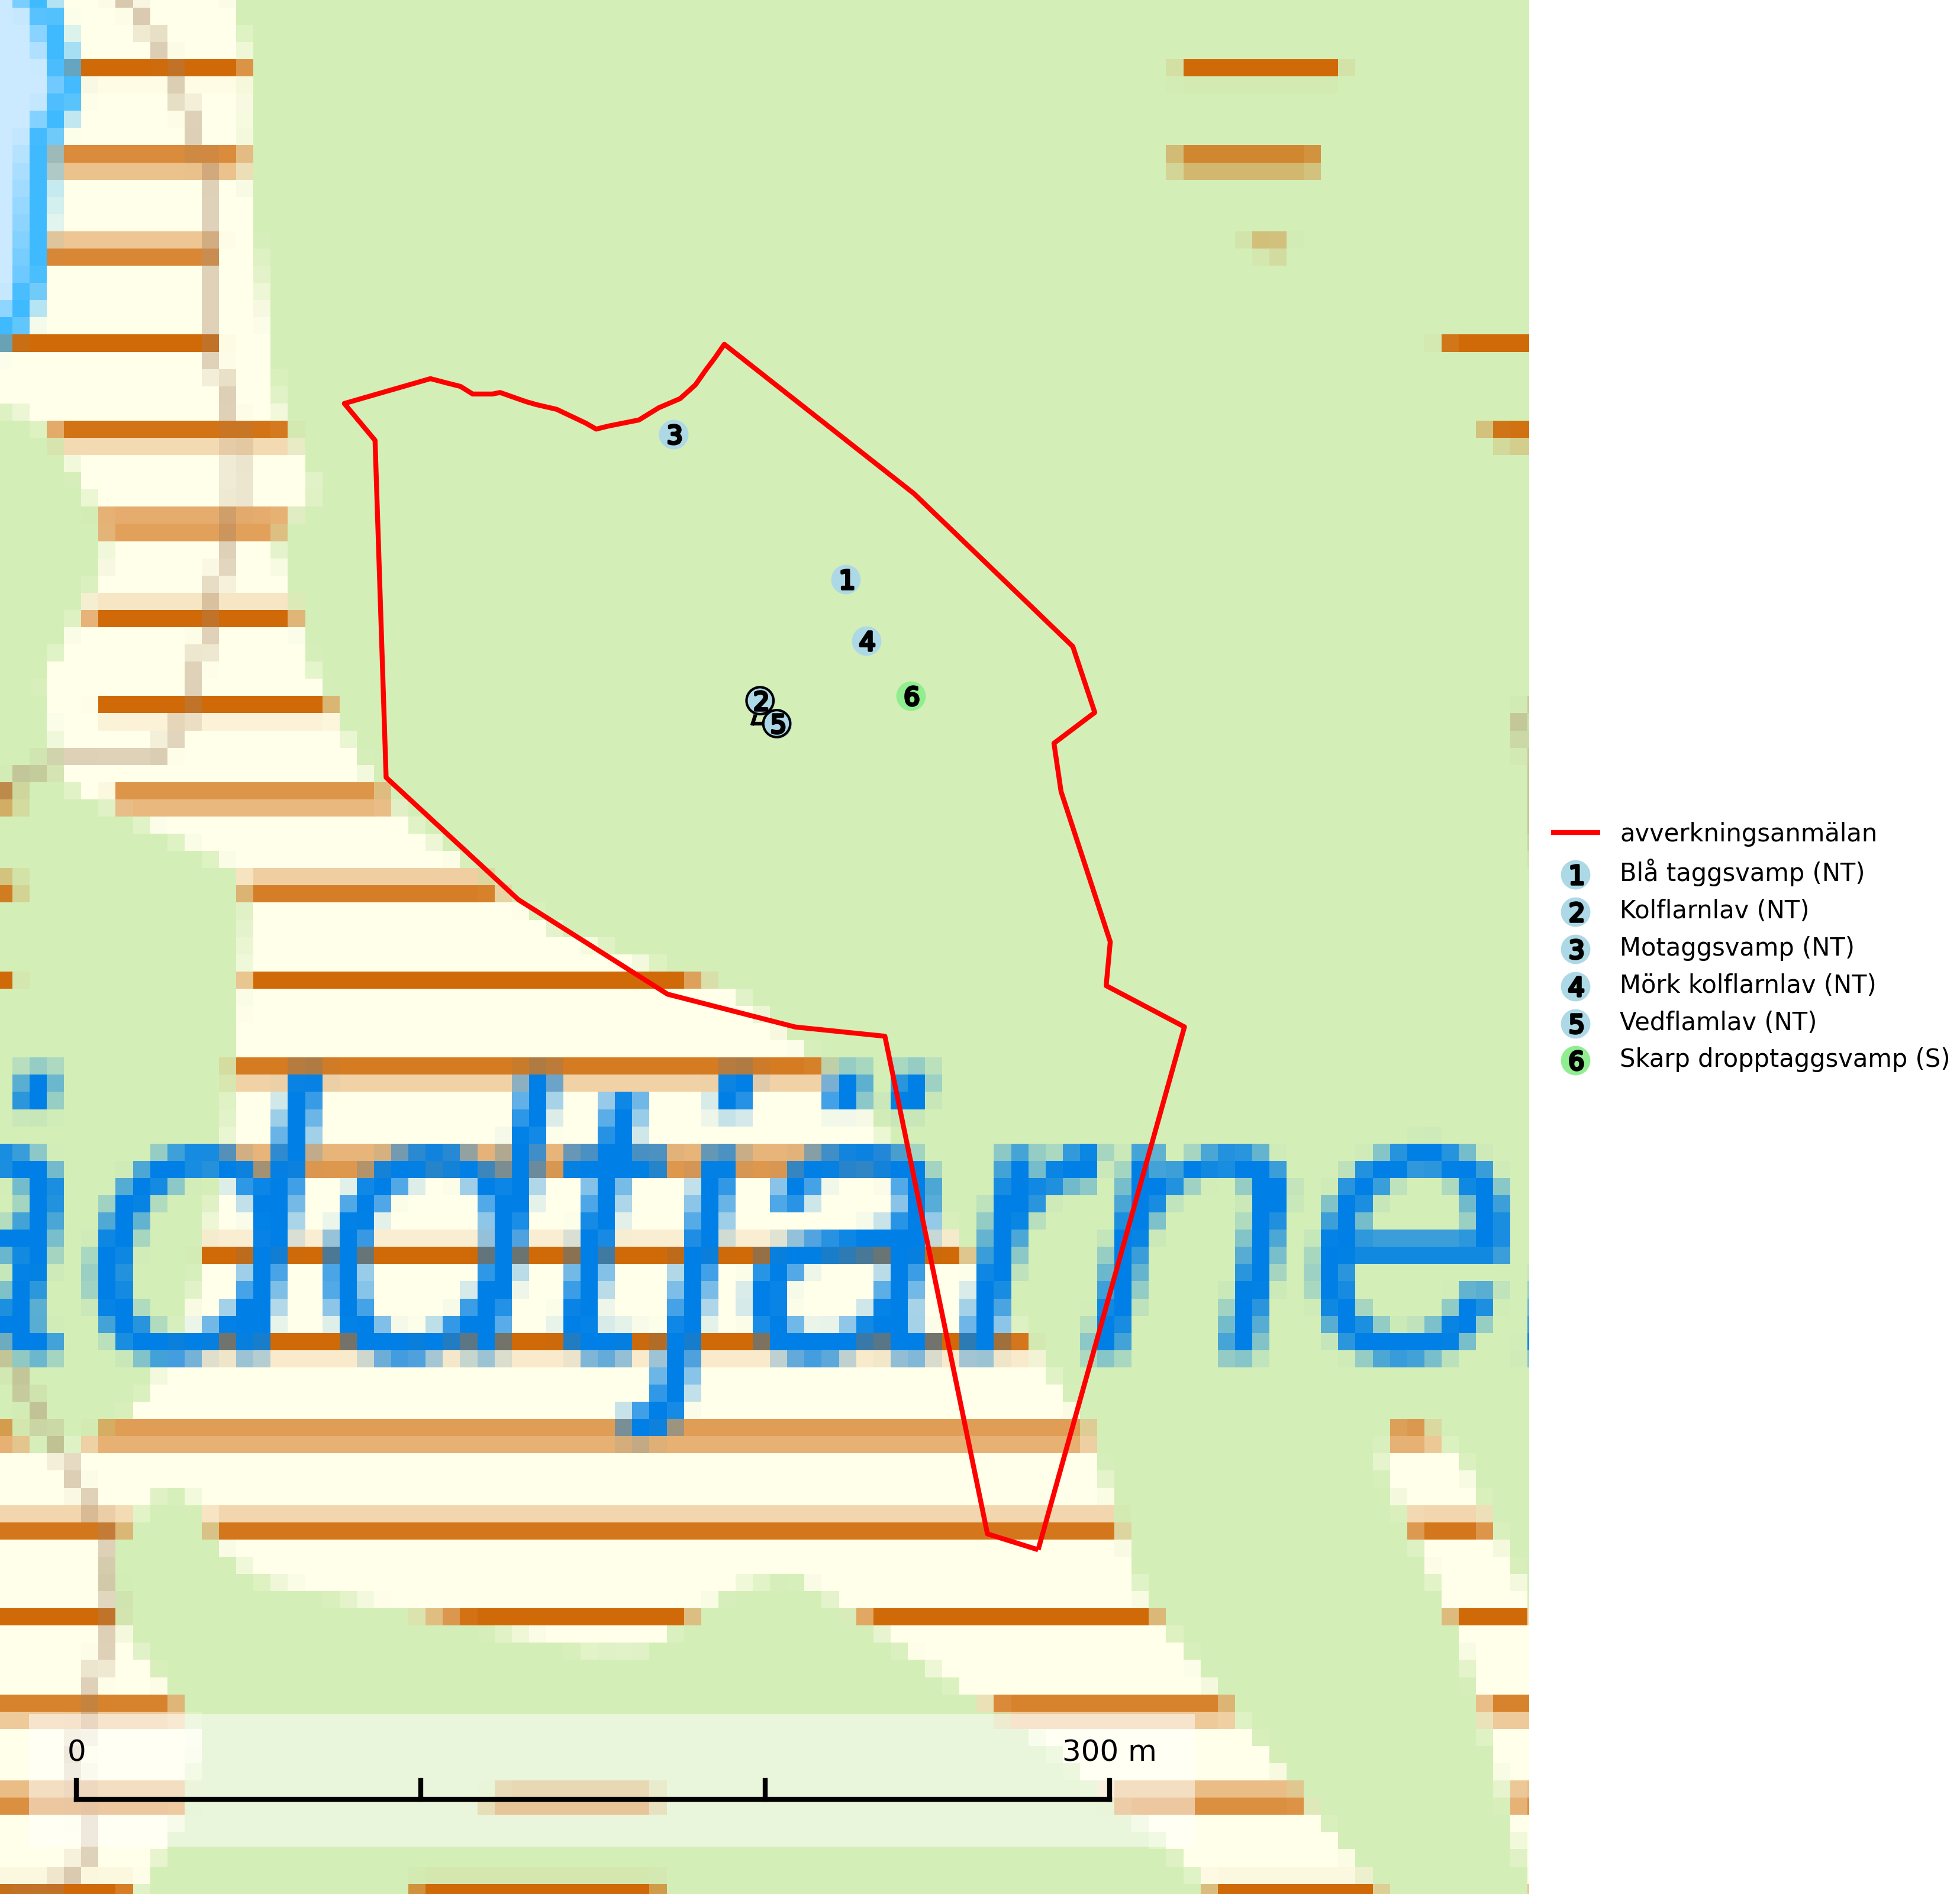 3
1
4
2
6
5
avverkningsanmälan
1 Blå taggsvamp (NT)
2 Kolflarnlav (NT)
3 Motaggsvamp (NT)
4 Mörk kolflarnlav (NT)
5 Vedflamlav (NT)
6 Skarp dropptaggsvamp (S)
0 300 m